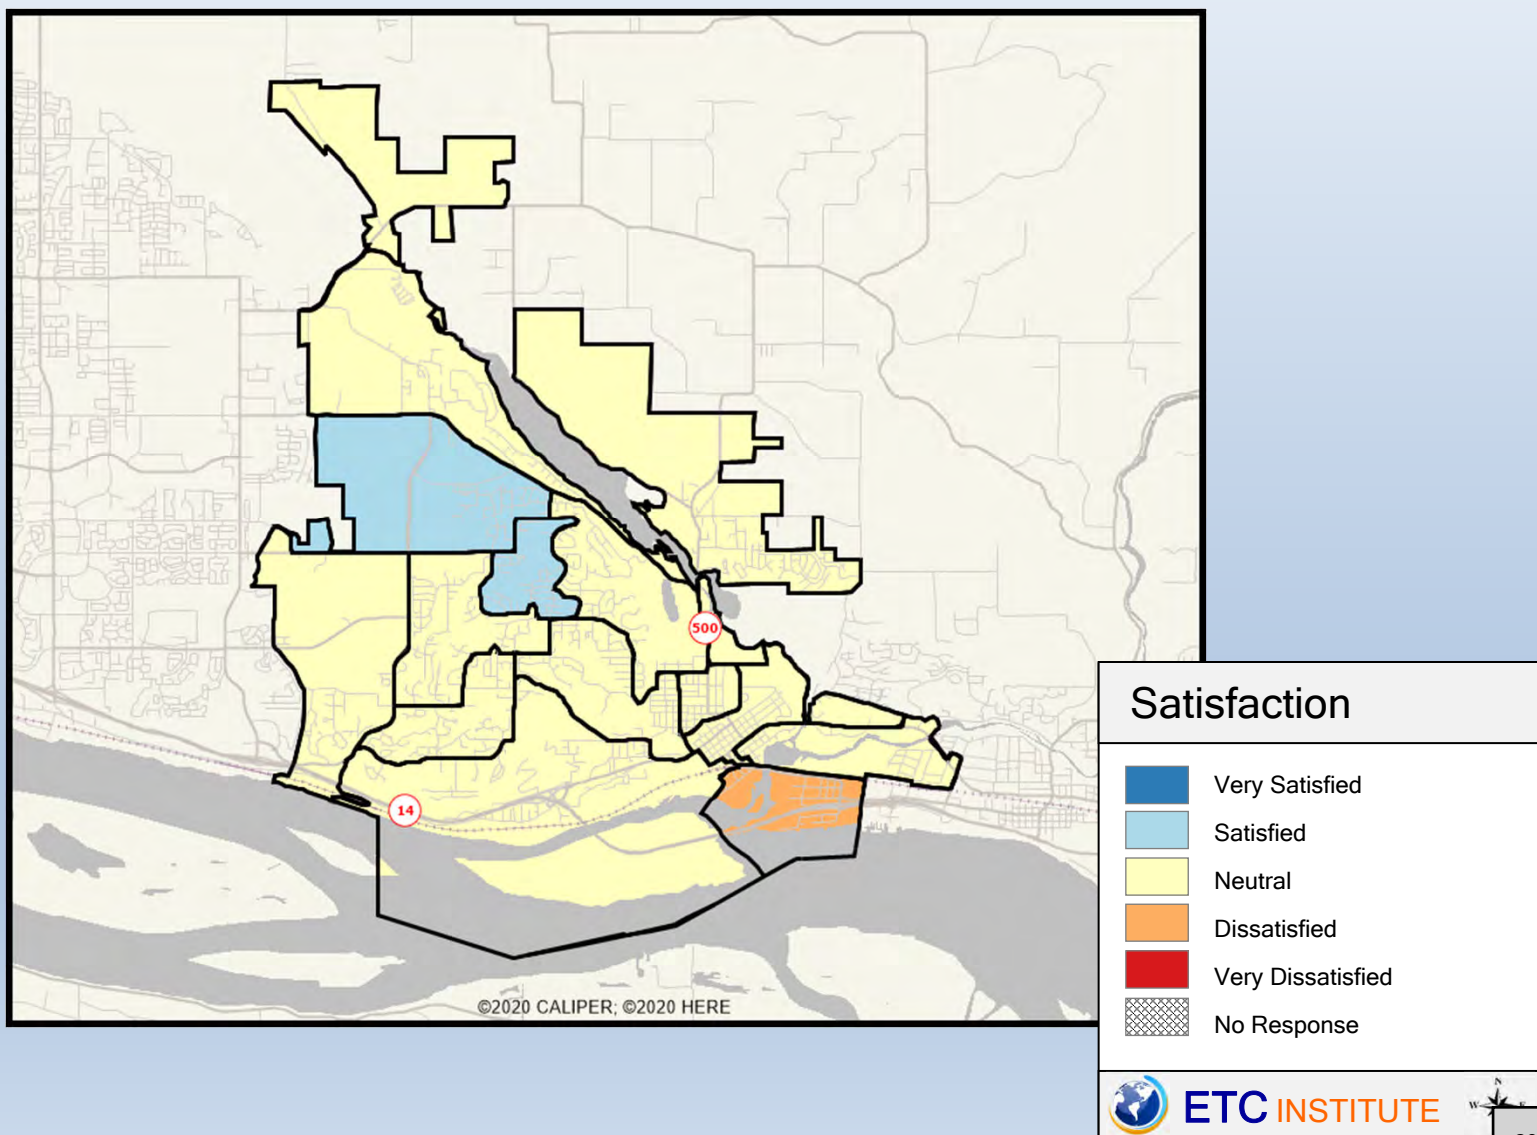 500
14
©2020 CALIPER; ©2020 HERE
Satisfaction
Very Satisfied
Satisfied
Neutral
Dissatisfied
Very Dissatisfied
No Response
ETC INSTITUTE
N
W
E